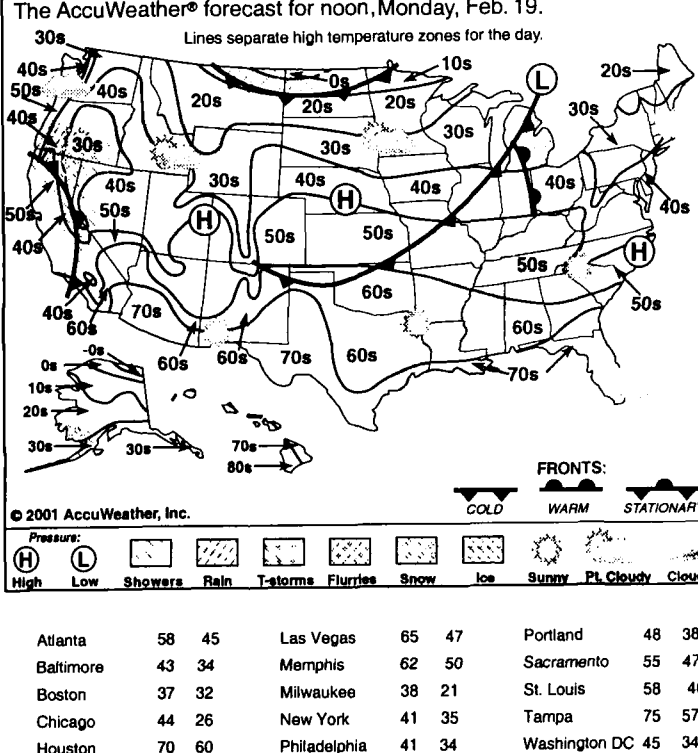 The AccuWeather® forecast for noon, Monday, Feb. 19.
Lines separate high temperature zones for the day.
30s
40s
50s
40s
40s
30s
20s
0s
20s
20s
10s
L
20s
30s
30s
30s
40s
50s
40s
50s
H
30s
40s
H
40s
40s
40s
50s
50s
H
50s
50s
40s
60s
70s
60s
60s
70s
60s
60s
60s
70s
-0s
0s
10s
20s
30s
30s
70s
80s
FRONTS:
COLD WARM STATIONAR
© 2001 AccuWeather, Inc.
Pressure:
H L
High Low Showers Rain T-storms Flurries Snow Ice Sunny Pt. Cloudy Clou
Atlanta 58 45 Las Vegas 65 47 Portland 48 38
Baltimore 43 34 Memphis 62 50 Sacramento 55 47
Boston 37 32 Milwaukee 38 21 St. Louis 58 4
Chicago 44 26 New York 41 35 Tampa 75 57
Houston 70 60 Philadelphia 41 34 Washington DC 45 34